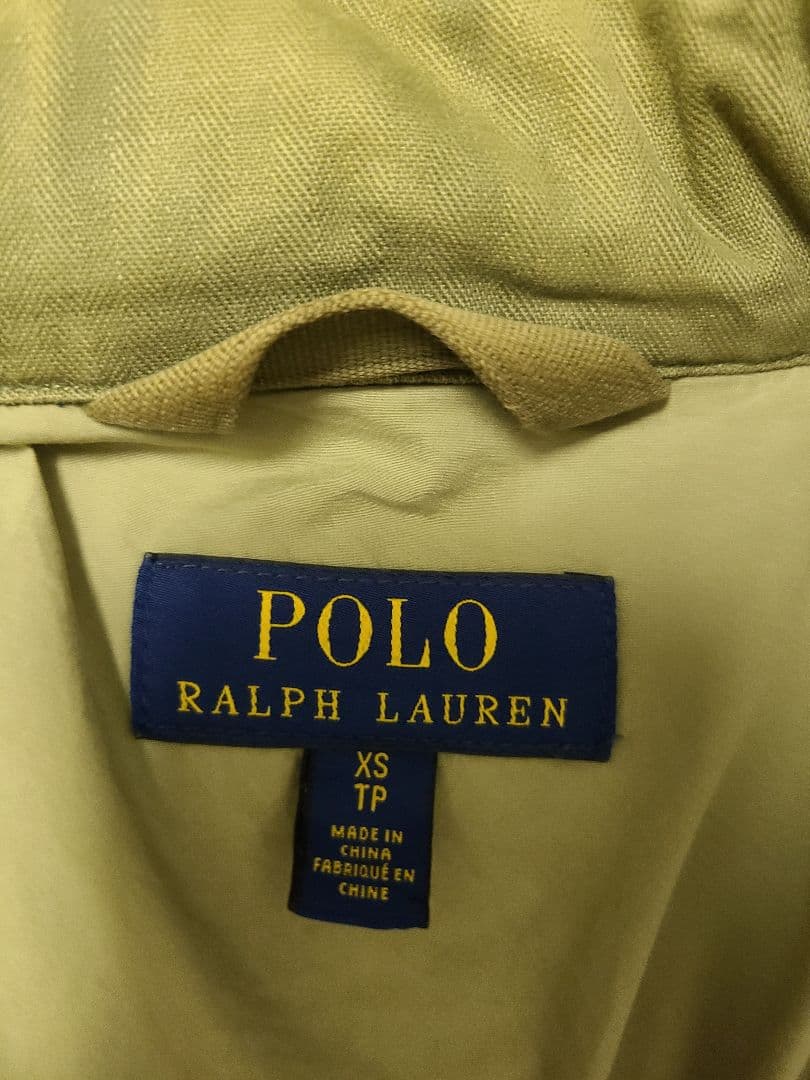 POLO
RALPH LAUREN
XS
TP
MADE IN
CHINA
FABRIQUÉ EN
CHINE